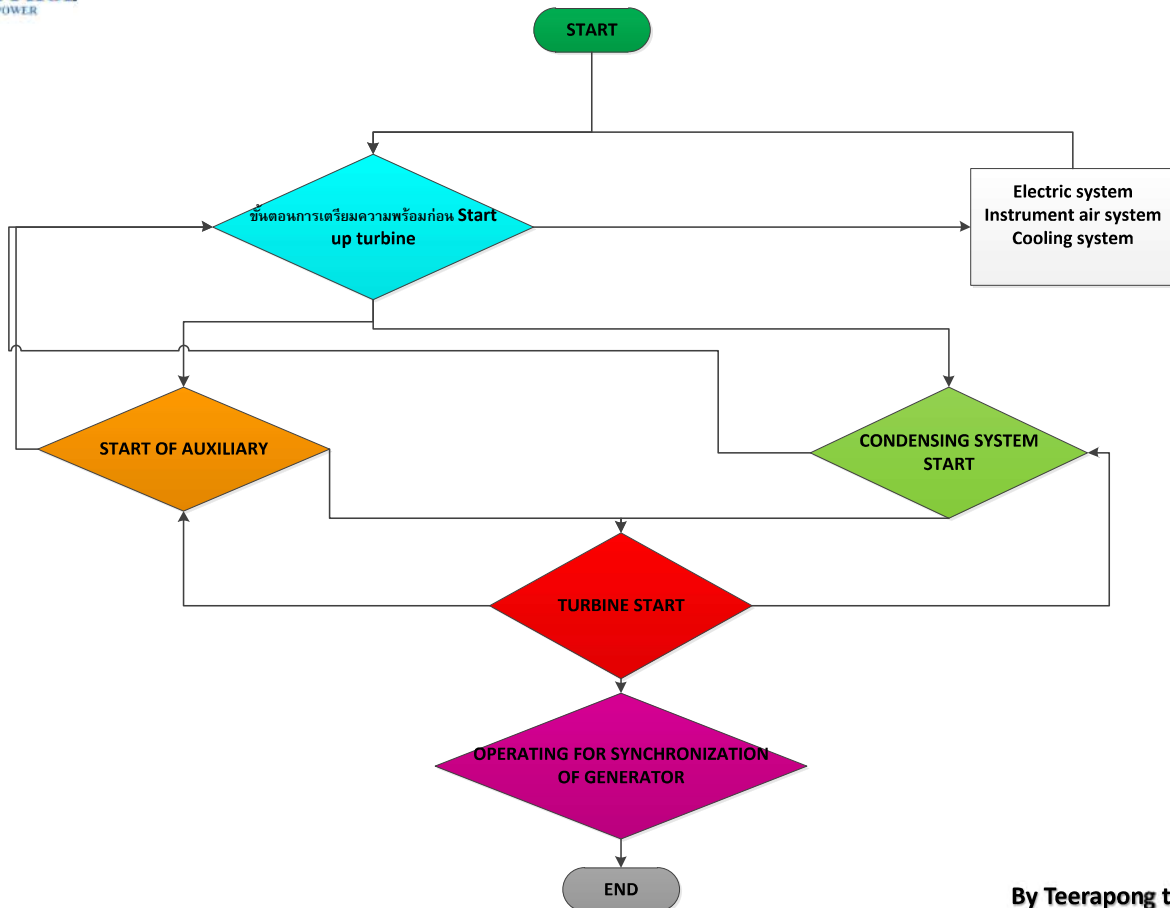 POWER
START
ขั้นตอนการเตรียมความพร้อมก่อน Start
up turbine
Electric system
Instrument air system
Cooling system
START OF AUXILIARY
CONDENSING SYSTEM
START
TURBINE START
OPERATING FOR SYNCHRONIZATION
OF GENERATOR
END
By Teerapong t